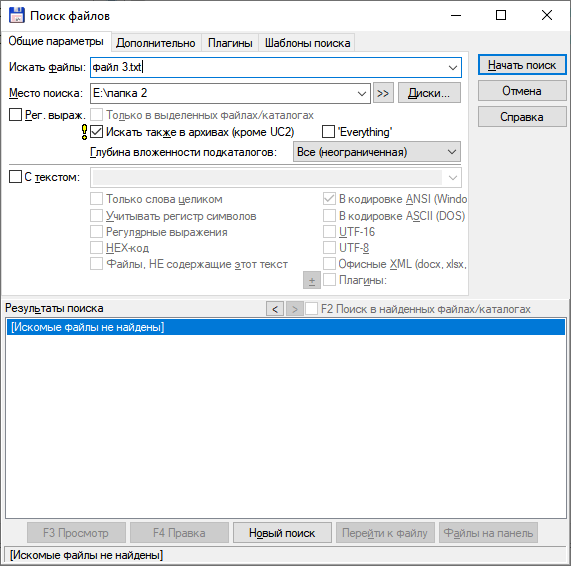 Поиск файлов
Общие параметры Дополнительно Плагины Шаблоны поиска
Искать файлы: файл 3.txt Начать поиск
Место поиска: E:\папка 2 >> Диски... Отмена
Рег. выраж. Только в выделенных файлах/каталогах Справка
Искать также в архивах (кроме UC2) 'Everything'
Глубина вложенности подкаталогов: Все (неограниченная)
С текстом:
Только слова целиком В кодировке ANSI (Windo
Учитывать регистр символов В кодировке ASCII (DOS)
Регулярные выражения UTF-16
HEX-код UTF-8
Файлы, НЕ содержащие этот текст Офисные XML (docx, xlsx,
± Плагины:
Результаты поиска < > F2 Поиск в найденных файлах/каталогах
[Искомые файлы не найдены]
F3 Просмотр F4 Правка Новый поиск Перейти к файлу Файлы на панель
[Искомые файлы не найдены]